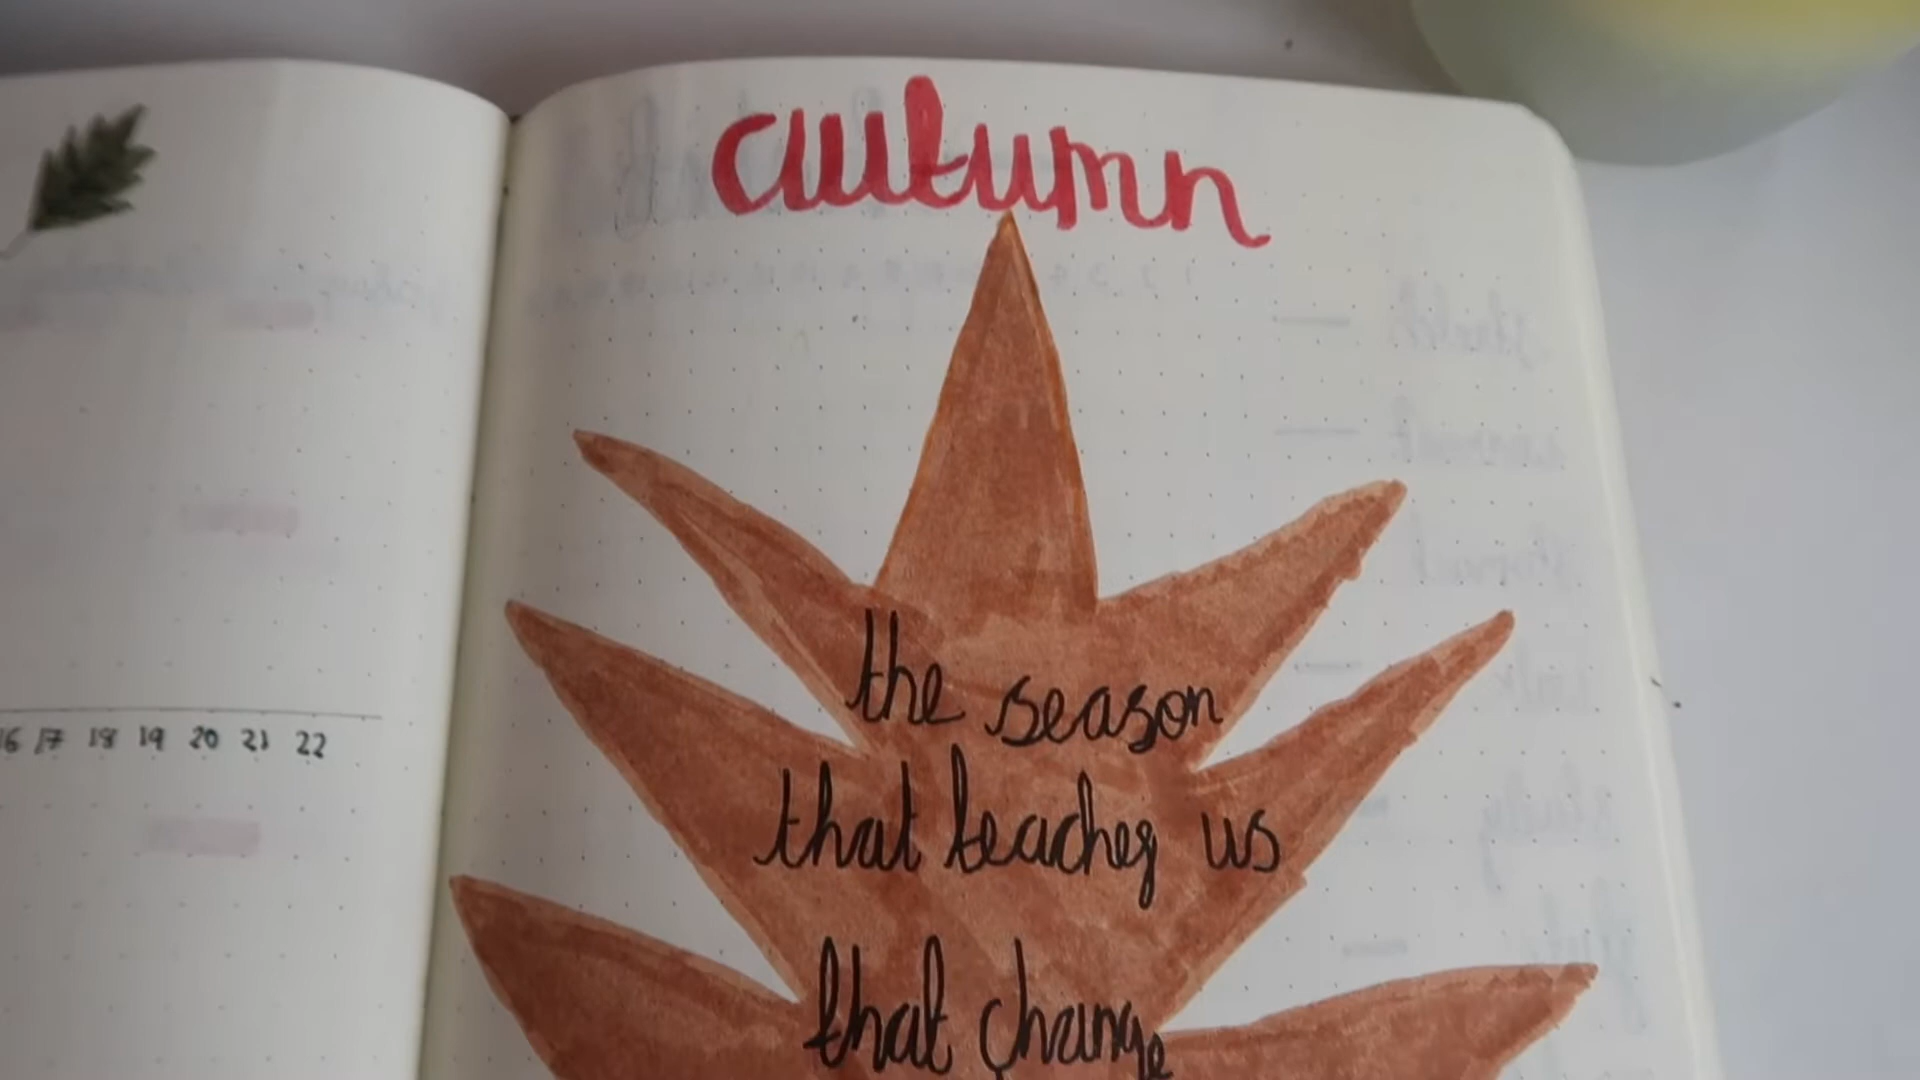 autumn
the season
that teaches us
that change
16 17 18 19 20 21 22